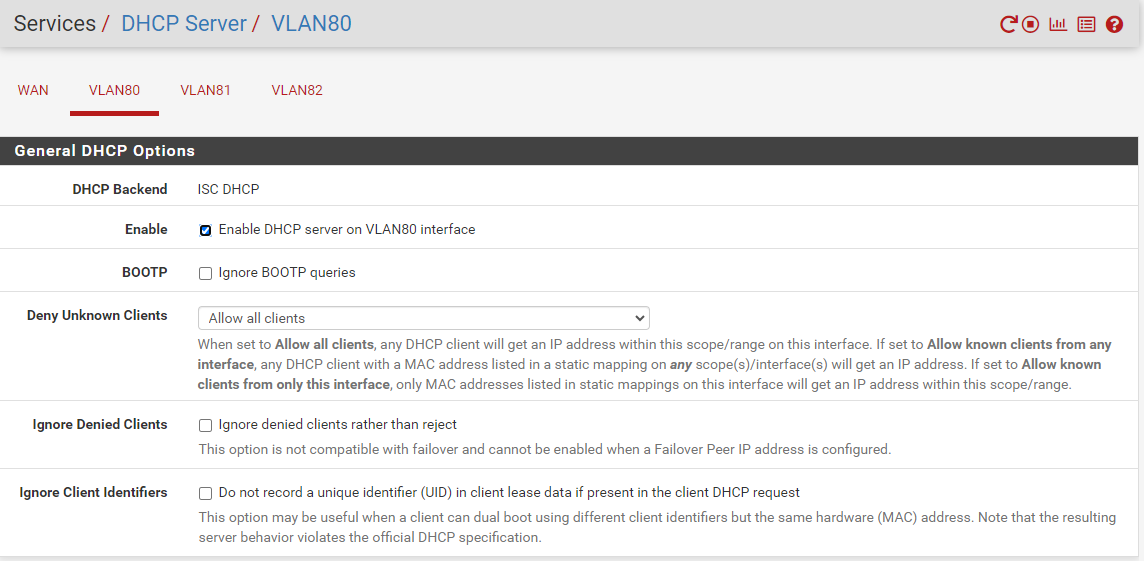 Services / DHCP Server / VLAN80
WAN VLAN80 VLAN81 VLAN82
General DHCP Options
DHCP Backend ISC DHCP
Enable Enable DHCP server on VLAN80 interface
BOOTP Ignore BOOTP queries
Deny Unknown Clients Allow all clients
When set to Allow all clients, any DHCP client will get an IP address within this scope/range on this interface. If set to Allow known clients from any
interface, any DHCP client with a MAC address listed in a static mapping on any scope(s)/interface(s) will get an IP address. If set to Allow known
clients from only this interface, only MAC addresses listed in static mappings on this interface will get an IP address within this scope/range.
Ignore Denied Clients Ignore denied clients rather than reject
This option is not compatible with failover and cannot be enabled when a Failover Peer IP address is configured.
Ignore Client Identifiers Do not record a unique identifier (UID) in client lease data if present in the client DHCP request
This option may be useful when a client can dual boot using different client identifiers but the same hardware (MAC) address. Note that the resulting
server behavior violates the official DHCP specification.